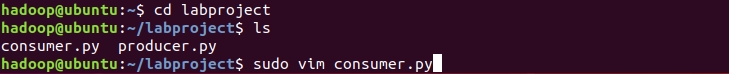 hadoop@ubuntu:~$ cd labproject
hadoop@ubuntu:~/labproject$ ls
consumer.py  producer.py
hadoop@ubuntu:~/labproject$ sudo vim consumer.py